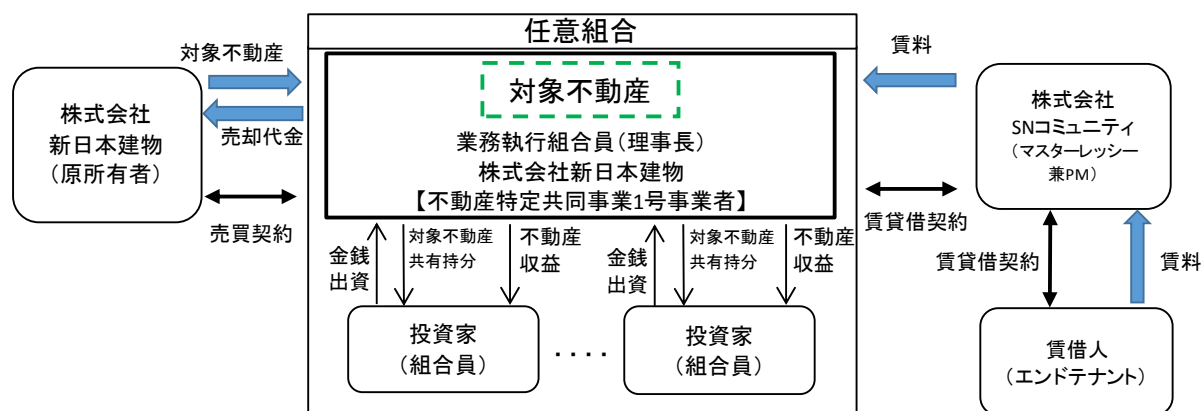 任意組合
対象不動産
株式会社
新日本建物
（原所有者）
売却代金
売買契約
対象不動産
業務執行組合員（理事長）
株式会社新日本建物
【不動産特定共同事業1号事業者】
金銭
出資
対象不動産
共有持分
不動産
収益
金銭
出資
対象不動産
共有持分
不動産
収益
投資家
（組合員）
・・・・
投資家
（組合員）
賃料
株式会社
SNコミュニティ
（マスターレッシー
兼PM）
賃貸借契約
賃貸借契約
賃料
賃借人
（エンドテナント）